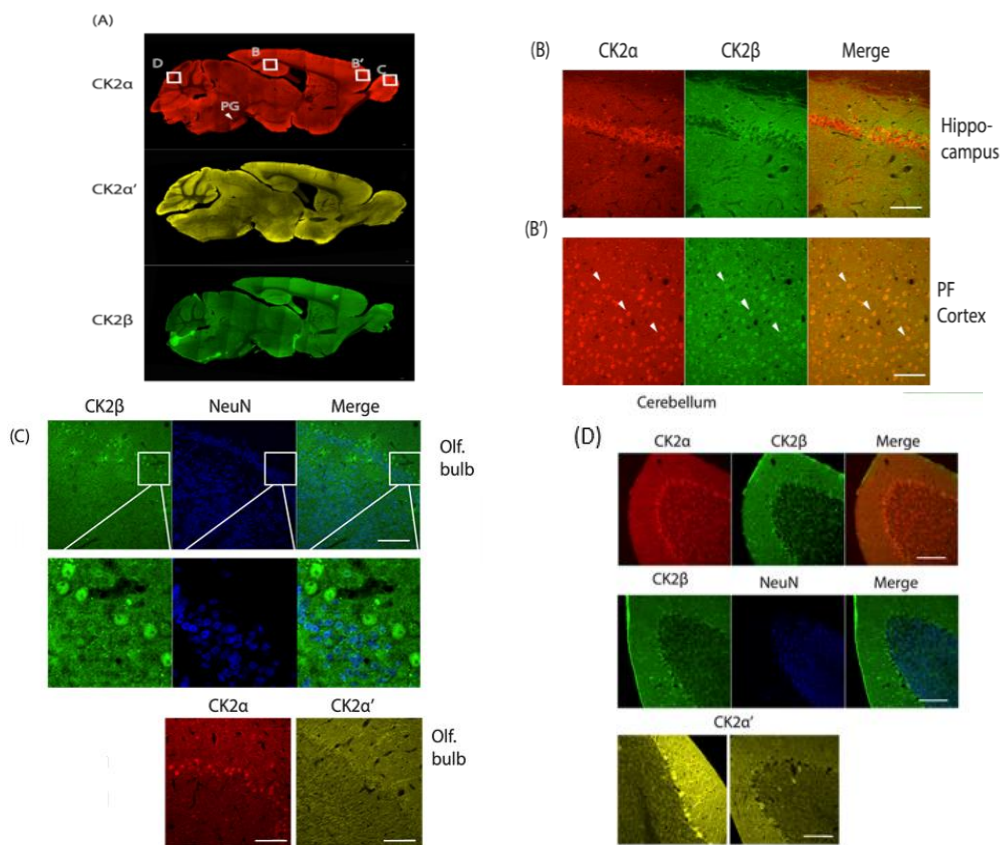 (A)
CK2α
D
B
B'
C
PG
CK2α'
CK2β
(B)
CK2α
CK2β
Merge
Hippo-
campus
(B')
PF
Cortex
(C)
CK2β
NeuN
Merge
Olf.
bulb
CK2α
CK2α'
Olf.
bulb
Cerebellum
(D)
CK2α
CK2β
Merge
CK2β
NeuN
Merge
CK2α'